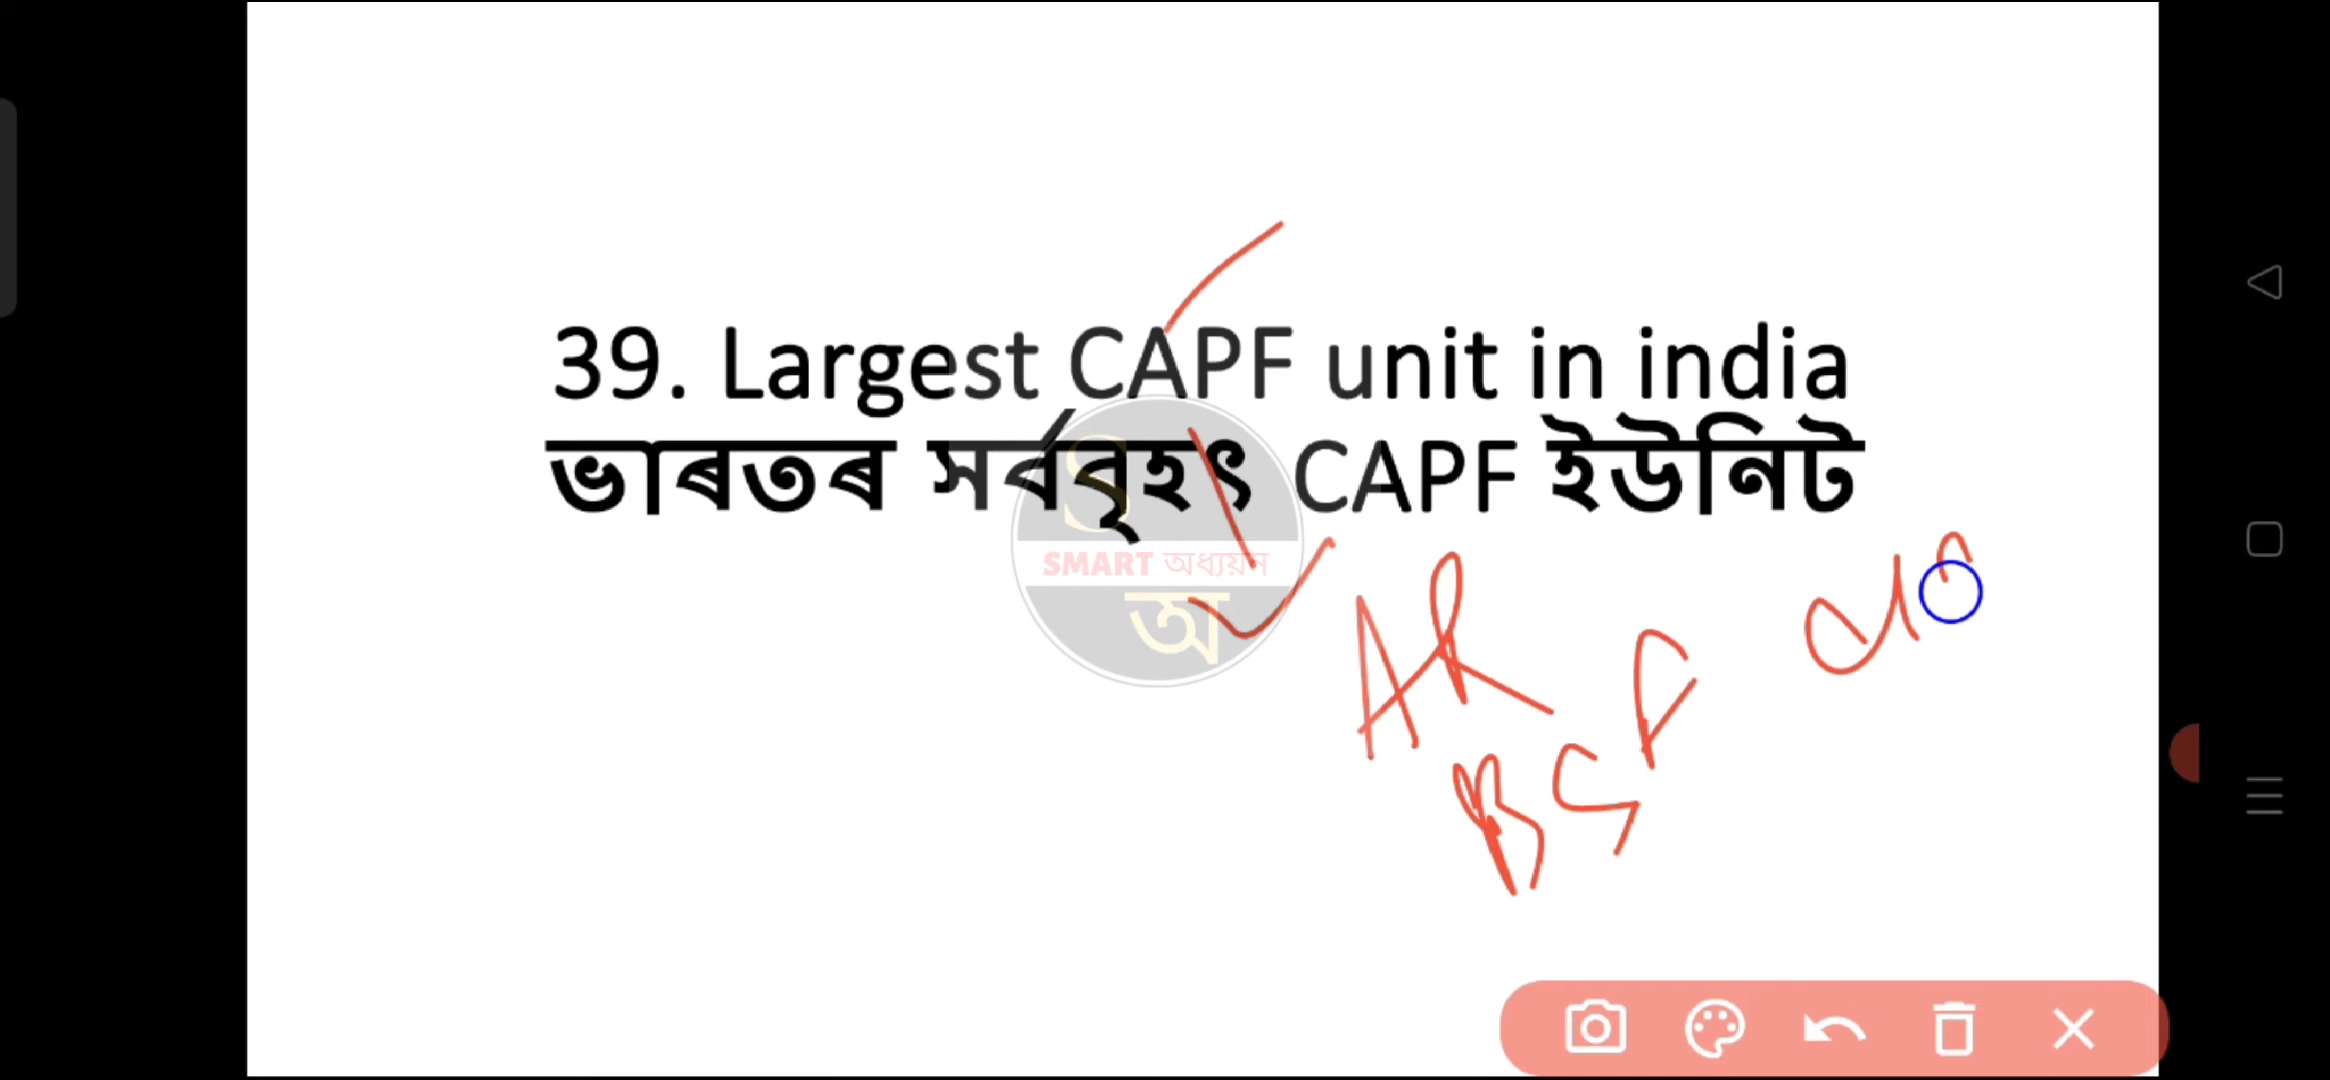 39. Largest CAPF unit in india
ভাৰতৰ সৰ্ববৃহৎ CAPF ইউনিট
SMART অধ্যয়ন
অ
AR
BSF